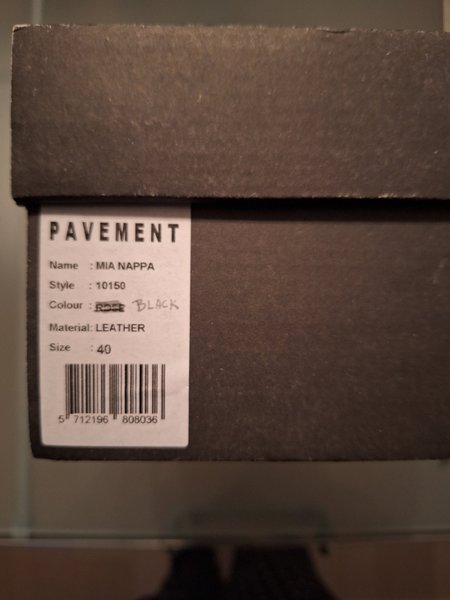 PAVEMENT
Name : MIA NAPPA
Style : 10150
Colour : BLACK
Material: LEATHER
Size : 40
5 712196 808036